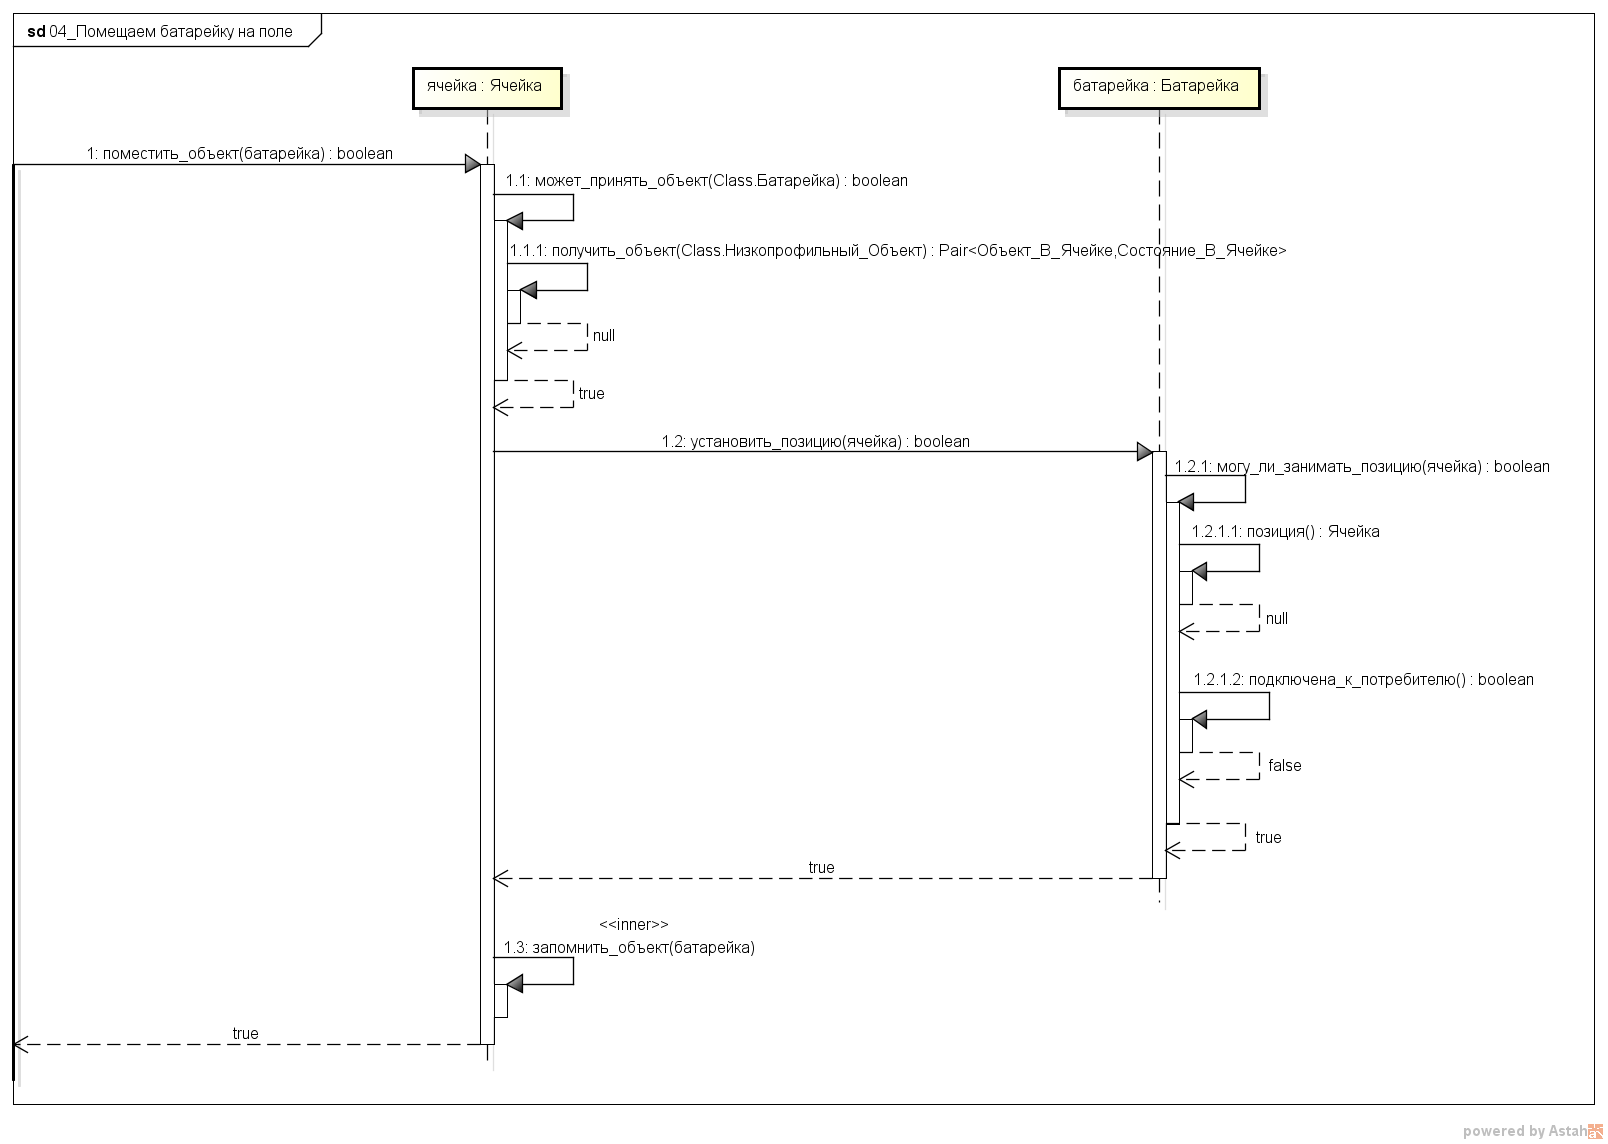 sd 04_Помещаем батарейку на поле
ячейка : Ячейка
батарейка : Батарейка
1: поместить_объект(батарейка) : boolean
1.1: может_принять_объект(Class.Батарейка) : boolean
1.1.1: получить_объект(Class.Низкопрофильный_Объект) : Pair<Объект_В_Ячейке,Состояние_В_Ячейке>
null
true
1.2: установить_позицию(ячейка) : boolean
1.2.1: могу_ли_занимать_позицию(ячейка) : boolean
1.2.1.1: позиция() : Ячейка
null
1.2.1.2: подключена_к_потребителю() : boolean
false
true
true
<<inner>>
1.3: запомнить_объект(батарейка)
true
powered by Astah